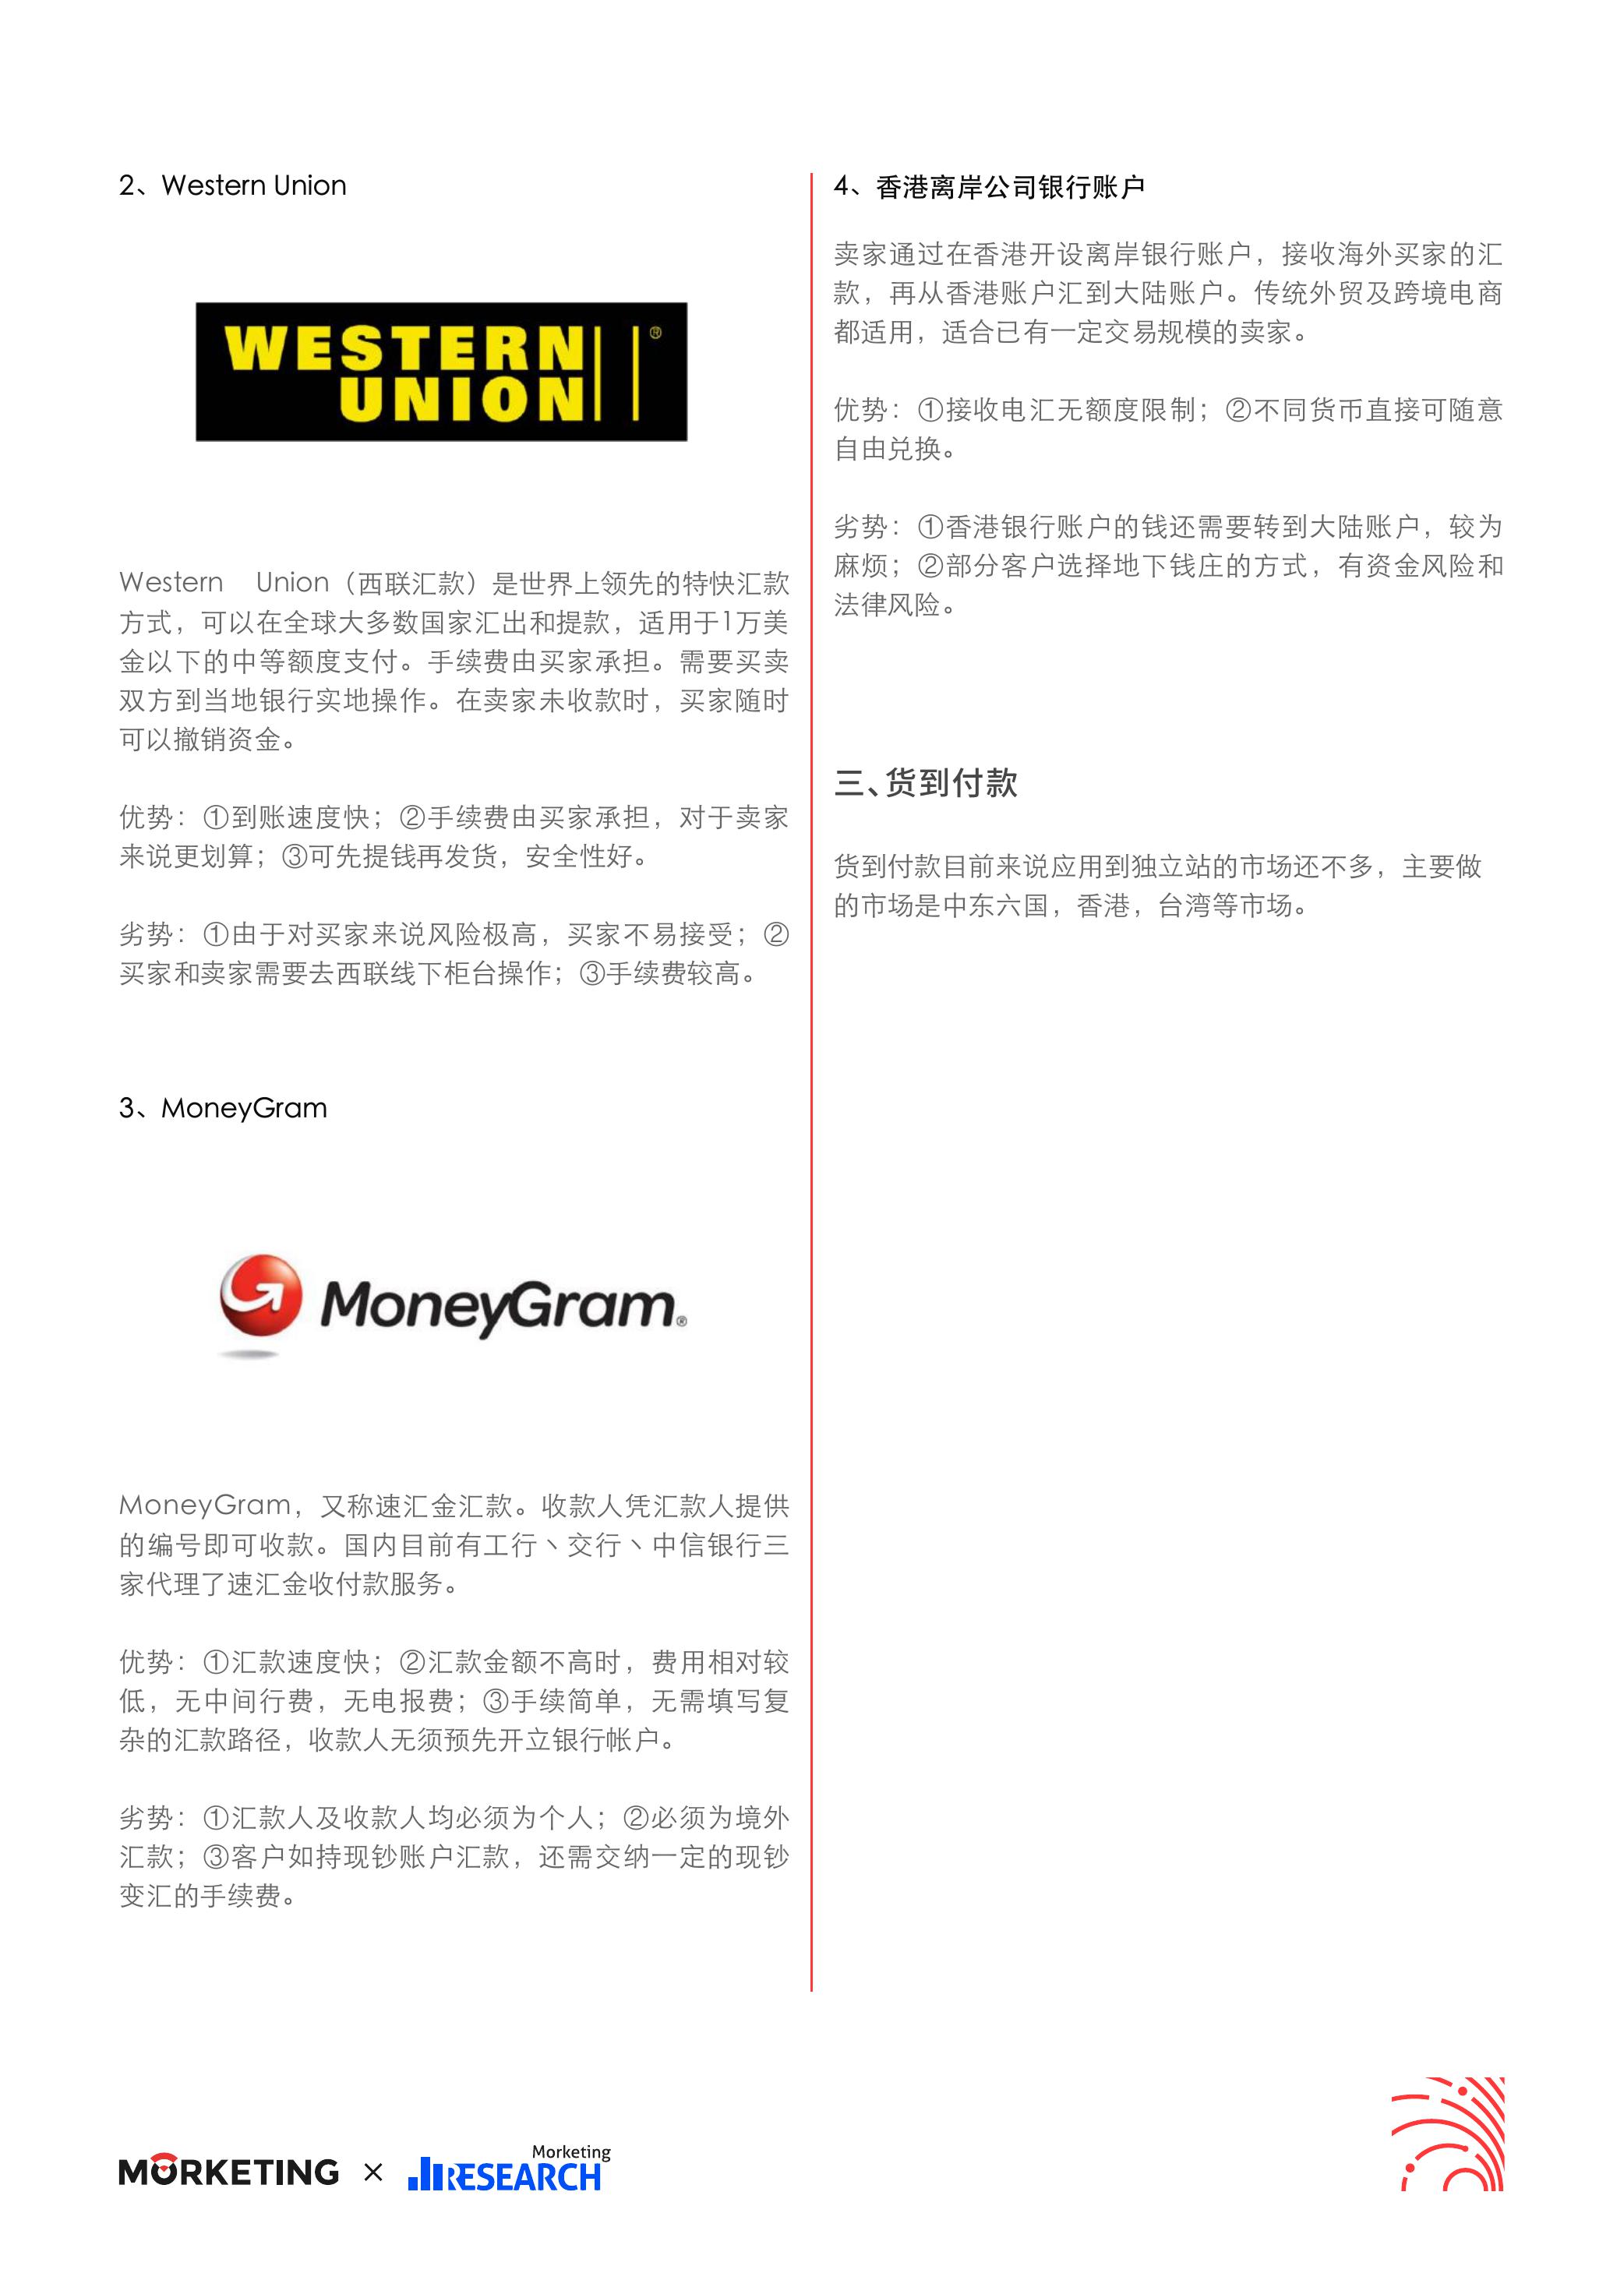 2、Western Union
WESTERN
UNION
®
Western Union（西联汇款）是世界上领先的特快汇款
方式，可以在全球大多数国家汇出和提款，适用于1万美
金以下的中等额度支付。手续费由买家承担。需要买卖
双方到当地银行实地操作。在卖家未收款时，买家随时
可以撤销资金。
优势：①到账速度快；②手续费由买家承担，对于卖家
来说更划算；③可先提钱再发货，安全性好。
劣势：①由于对买家来说风险极高，买家不易接受；②
买家和卖家需要去西联线下柜台操作；③手续费较高。
3、MoneyGram
MoneyGram®
MoneyGram，又称速汇金汇款。收款人凭汇款人提供
的编号即可收款。国内目前有工行丶交行丶中信银行三
家代理了速汇金收付款服务。
优势：①汇款速度快；②汇款金额不高时，费用相对较
低，无中间行费，无电报费；③手续简单，无需填写复
杂的汇款路径，收款人无须预先开立银行帐户。
劣势：①汇款人及收款人均必须为个人；②必须为境外
汇款；③客户如持现钞账户汇款，还需交纳一定的现钞
变汇的手续费。
4、香港离岸公司银行账户
卖家通过在香港开设离岸银行账户，接收海外买家的汇
款，再从香港账户汇到大陆账户。传统外贸及跨境电商
都适用，适合已有一定交易规模的卖家。
优势：①接收电汇无额度限制；②不同货币直接可随意
自由兑换。
劣势：①香港银行账户的钱还需要转到大陆账户，较为
麻烦；②部分客户选择地下钱庄的方式，有资金风险和
法律风险。
三、货到付款
货到付款目前来说应用到独立站的市场还不多，主要做
的市场是中东六国，香港，台湾等市场。
MORKETING × Morketing
RESEARCH